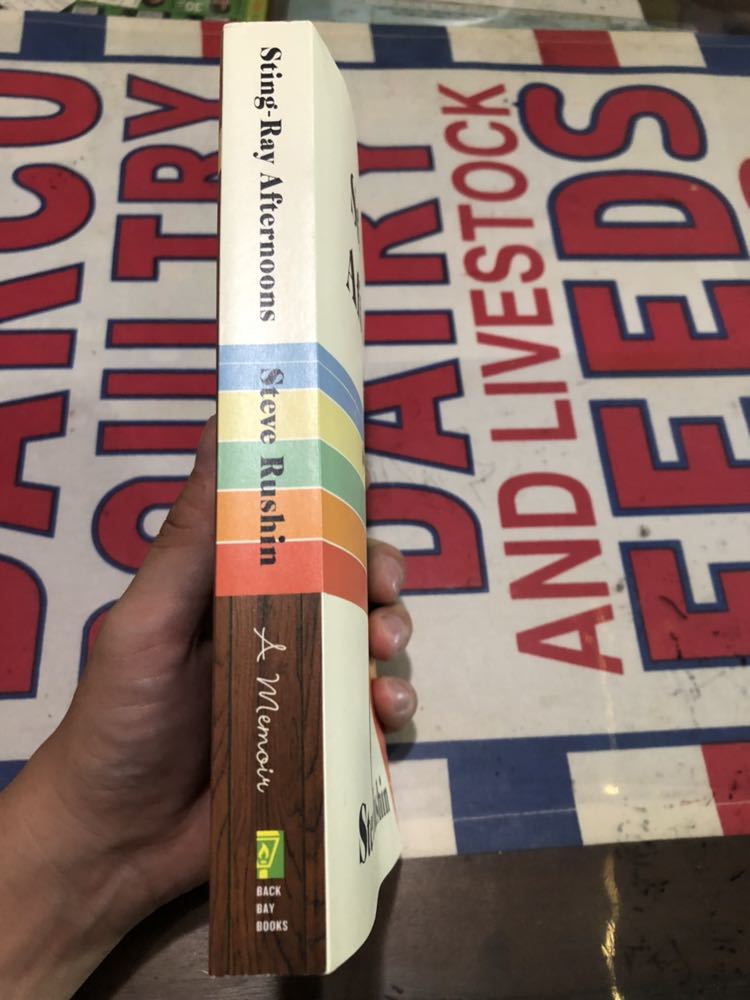 Sting-Ray Afternoons
Steve Rushin
A Memoir
BACK
BAY
BOOKS
POULTRY
DAIRY
AND LIVESTOCK
FEEDS